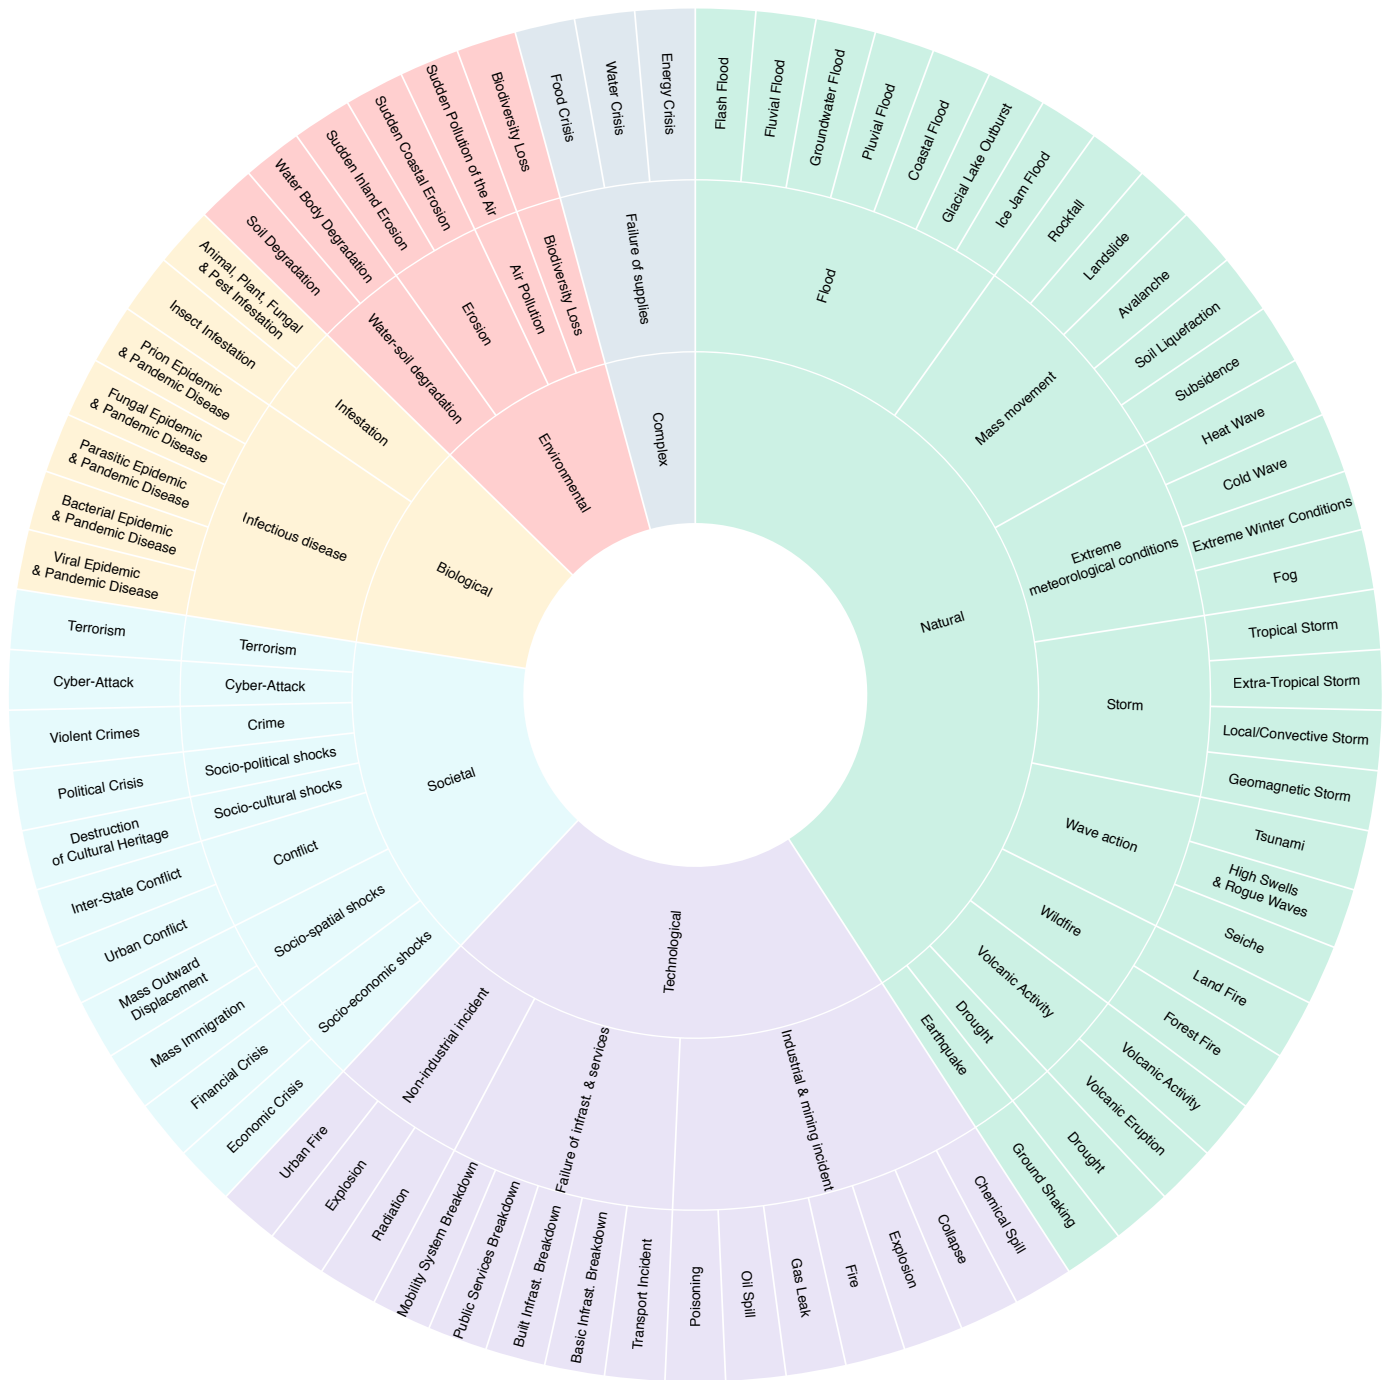 Natural
Flood
Flash Flood
Fluvial Flood
Groundwater Flood
Pluvial Flood
Coastal Flood
Glacial Lake Outburst
Ice Jam Flood
Mass movement
Rockfall
Landslide
Avalanche
Soil Liquefaction
Subsidence
Extreme
meteorological conditions
Heat Wave
Cold Wave
Extreme Winter Conditions
Fog
Storm
Tropical Storm
Extra-Tropical Storm
Local/Convective Storm
Geomagnetic Storm
Wave action
Tsunami
High Swells
& Rogue Waves
Seiche
Wildfire
Land Fire
Forest Fire
Volcanic Activity
Volcanic Activity
Volcanic Eruption
Drought
Drought
Earthquake
Ground Shaking
Technological
Industrial & mining incident
Chemical Spill
Collapse
Explosion
Fire
Gas Leak
Oil Spill
Poisoning
Failure of infrast. & services
Transport Incident
Basic Infrast. Breakdown
Built Infrast. Breakdown
Public Services Breakdown
Mobility System Breakdown
Non-industrial incident
Radiation
Explosion
Urban Fire
Societal
Socio-economic shocks
Economic Crisis
Financial Crisis
Socio-spatial shocks
Mass Immigration
Mass Outward
Displacement
Conflict
Urban Conflict
Inter-State Conflict
Socio-cultural shocks
Destruction
of Cultural Heritage
Socio-political shocks
Political Crisis
Crime
Violent Crimes
Cyber-Attack
Cyber-Attack
Terrorism
Terrorism
Biological
Infectious disease
Viral Epidemic
& Pandemic Disease
Bacterial Epidemic
& Pandemic Disease
Parasitic Epidemic
& Pandemic Disease
Fungal Epidemic
& Pandemic Disease
Prion Epidemic
& Pandemic Disease
Infestation
Insect Infestation
Animal, Plant, Fungal
& Pest Infestation
Environmental
Water-soil degradation
Soil Degradation
Water Body Degradation
Erosion
Sudden Inland Erosion
Sudden Coastal Erosion
Air Pollution
Sudden Pollution of the Air
Biodiversity Loss
Biodiversity Loss
Complex
Failure of supplies
Food Crisis
Water Crisis
Energy Crisis